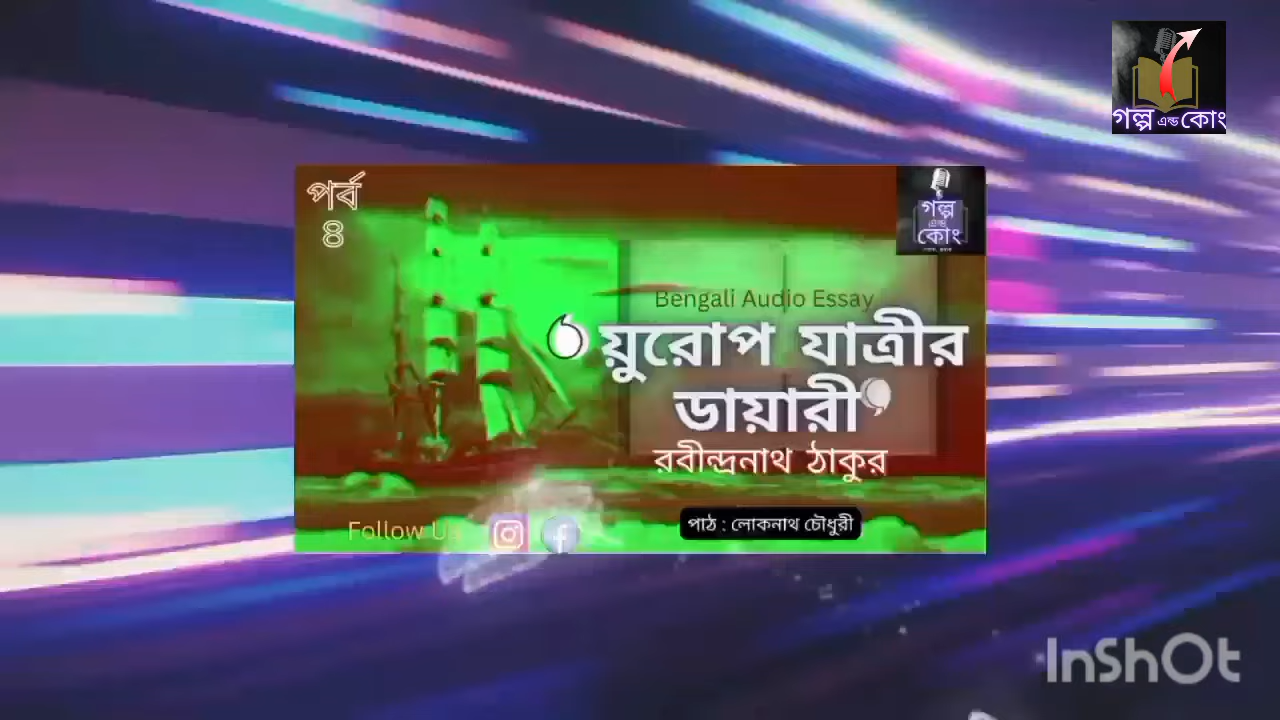 গল্প এন্ড কোং
পর্ব
৪
গল্প
এন্ড
কোং
Bengali Audio Essay
য়ুরোপ যাত্রীর
ডায়ারী
রবীন্দ্রনাথ ঠাকুর
পাঠ : লোকনাথ চৌধুরী
Follow Us
InShOt